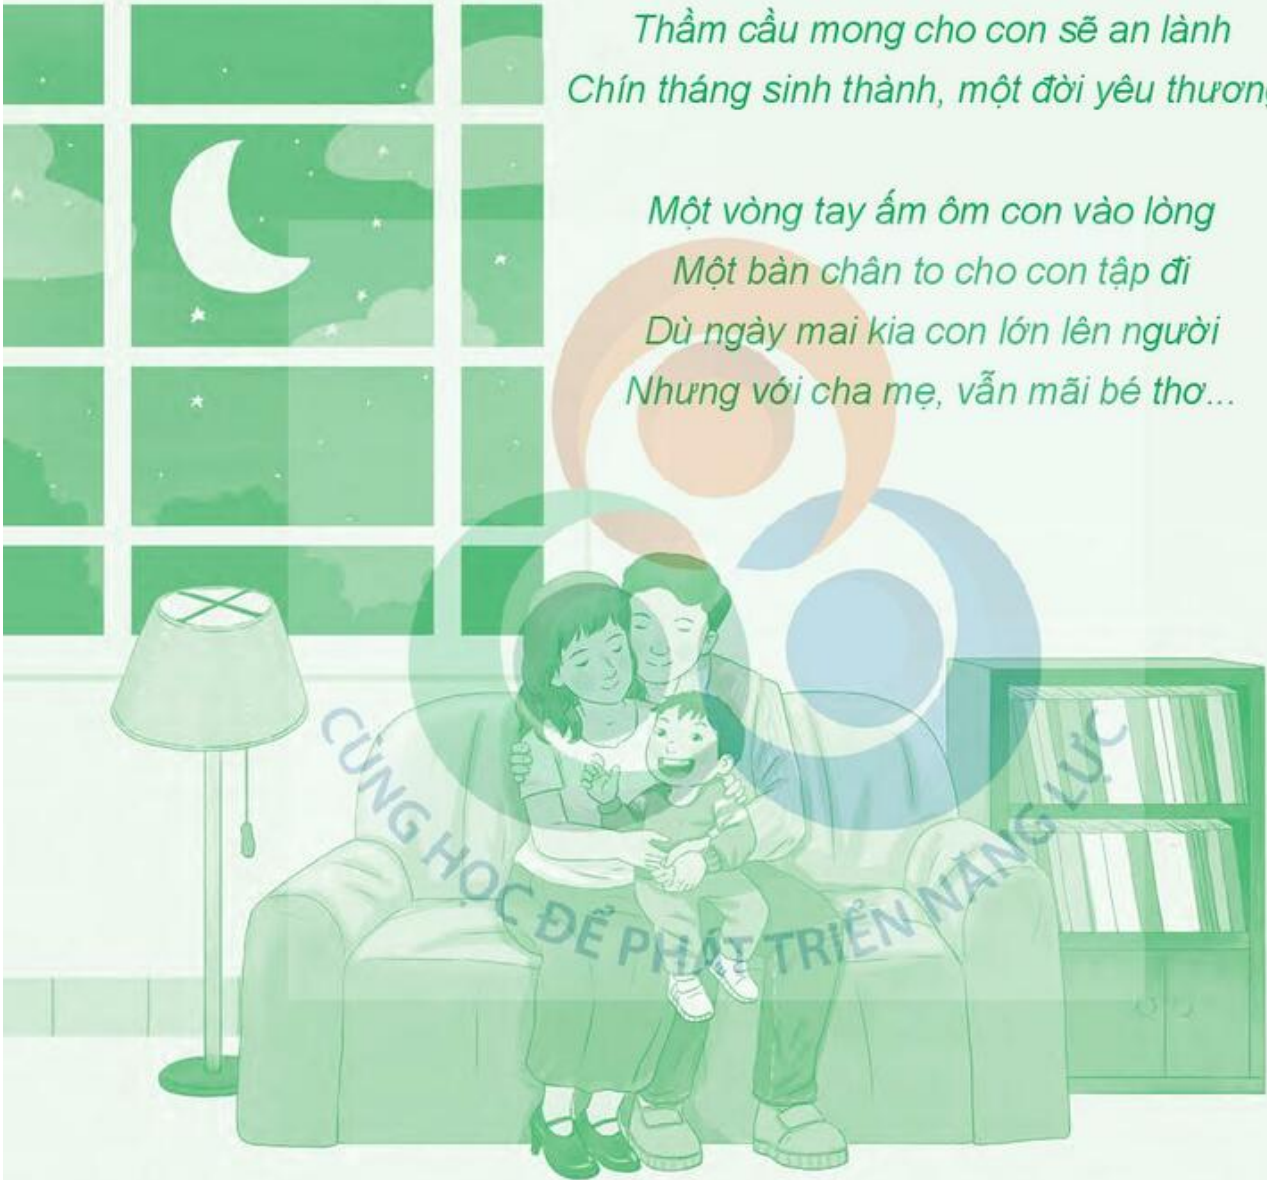 Thầm cầu mong cho con sẽ an lành
Chín tháng sinh thành, một đời yêu thương
Một vòng tay ấm ôm con vào lòng
Một bàn chân to cho con tập đi
Dù ngày mai kia con lớn lên người
Nhưng với cha mẹ, vẫn mãi bé thơ...
CÙNG HỌC ĐỂ PHÁT TRIỂN NĂNG LỰC